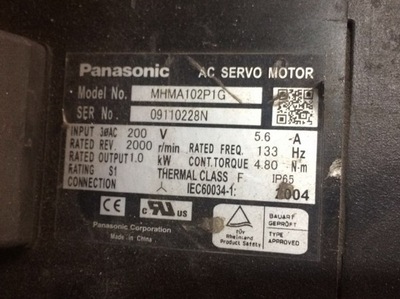 Panasonic AC SERVO MOTOR
Model No. MHMA102P1G
SER No. 09110228N
INPUT 3ØAC 200 V 5.6 -A
RATED REV. 2000 r/min RATED FREQ. 133 Hz
RATED OUTPUT 1.0 kW CONT.TORQUE 4.80 N·m
RATING S1 THERMAL CLASS F IP65
CONNECTION IEC60034-1: 2004
CE c RU US
TÜV
Rheinland
Product Safety
BAUART
GEPRÜFT
TYPE
APPROVED
Panasonic Corporation
Made in China